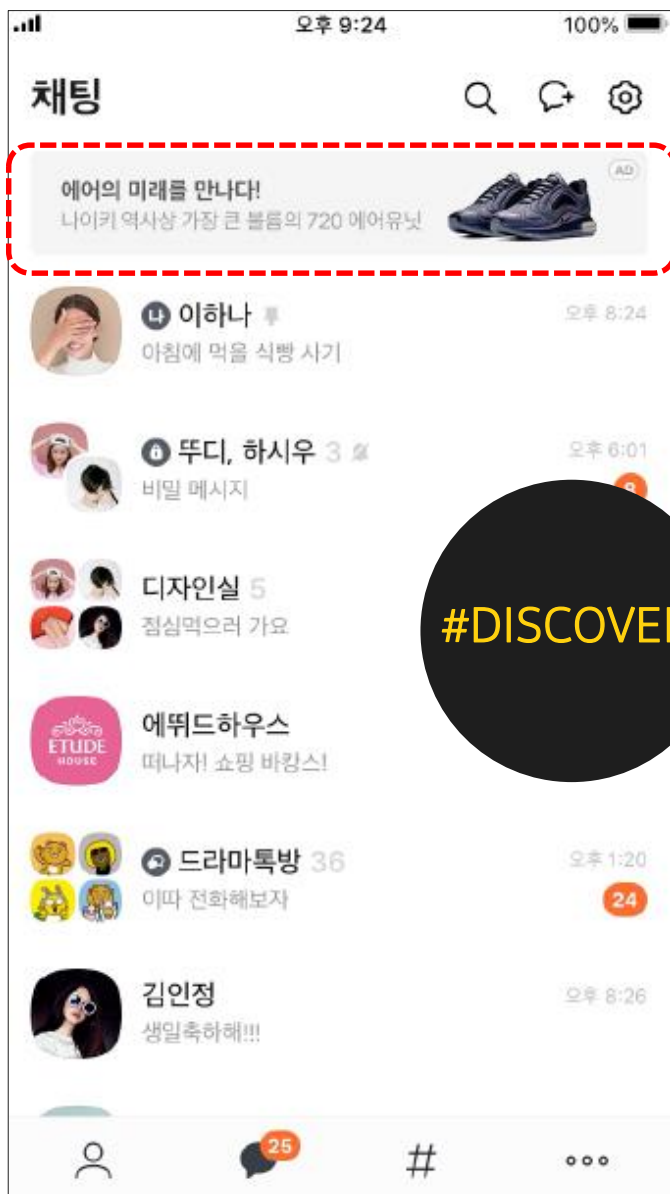 오후 9:24
100%
채팅
에어의 미래를 만나다!
AD
나이키 역사상 가장 큰 볼륨의 720 에어유닛
나 이하나
오후 8:24
아침에 먹을 식빵 사기
뚜디, 하시우 3
오후 6:01
비밀 메시지
디자인실 5
점심먹으러 가요
#DISCOVE
ETUDE
HOUSE
에뛰드하우스
떠나자! 쇼핑 바캉스!
드라마톡방 36
오후 1:20
이따 전화해보자
24
김인정
오후 8:26
생일축하해!!!
25
#